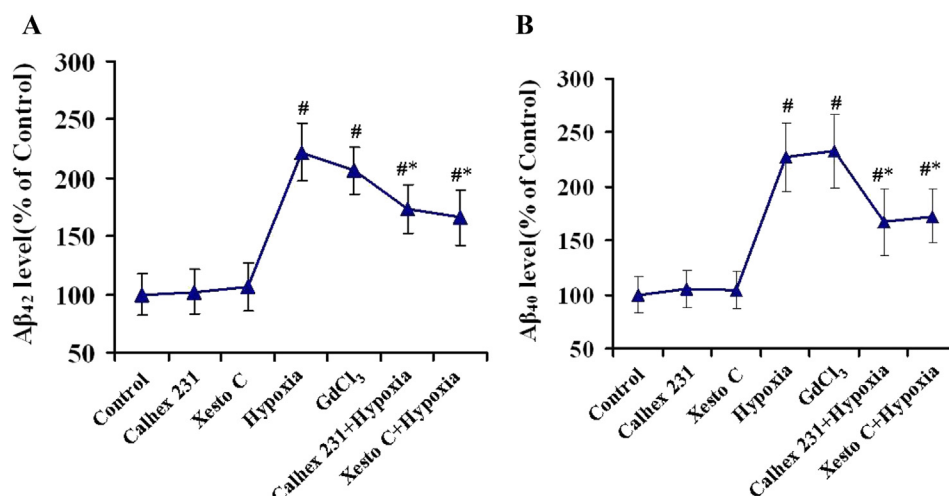 A
Aβ₄₂ level(% of Control)
300
250
200
150
100
50
#
#
#*
#*
Control
Calhex 231
Xesto C
Hypoxia
GdCl₃
Calhex 231+Hypoxia
Xesto C+Hypoxia
B
Aβ₄₀ level(% of Control)
300
250
200
150
100
50
#
#
#*
#*
Control
Calhex 231
Xesto C
Hypoxia
GdCl₃
Calhex 231+Hypoxia
Xesto C+Hypoxia